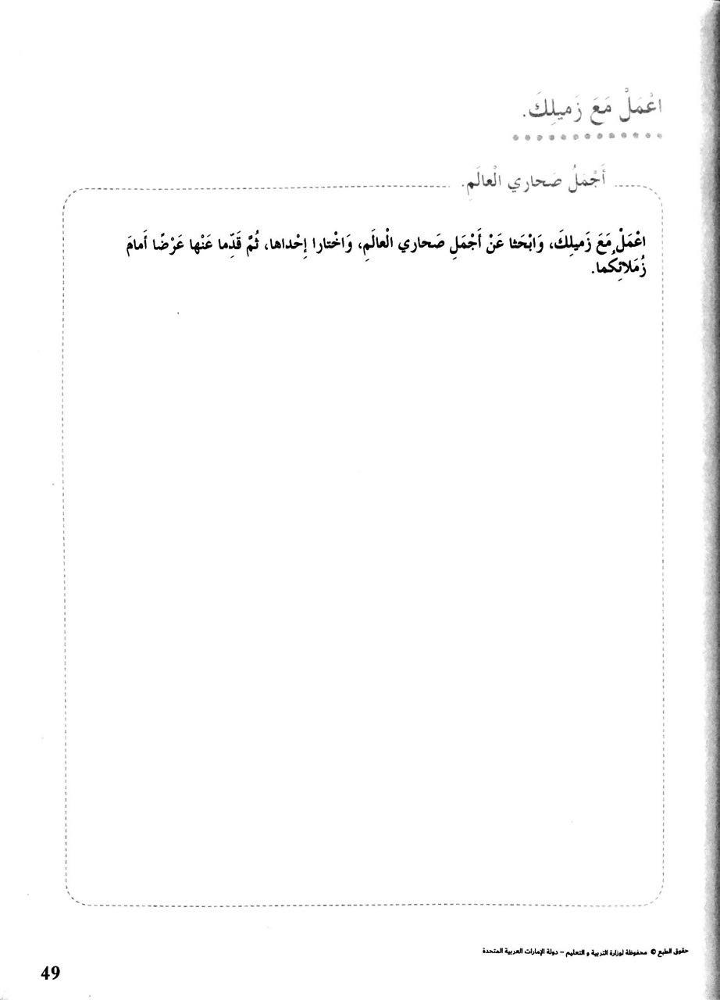 اعْمَلْ مَعَ زَميلِكَ.
أَجْمَلُ صَحاري الْعالَمِ.
اعْمَلْ مَعَ زَميلِكَ، وَابْحَثا عَنْ أَجْمَلِ صَحاري الْعالَمِ، وَاخْتارا إِحْداها، ثُمَّ قَدِّما عَنْها عَرْضًا أَمامَ
زُمَلائِكُما.
حقوق الطبع © محفوظة لوزارة التربية و التعليم - دولة الإمارات العربية المتحدة
49